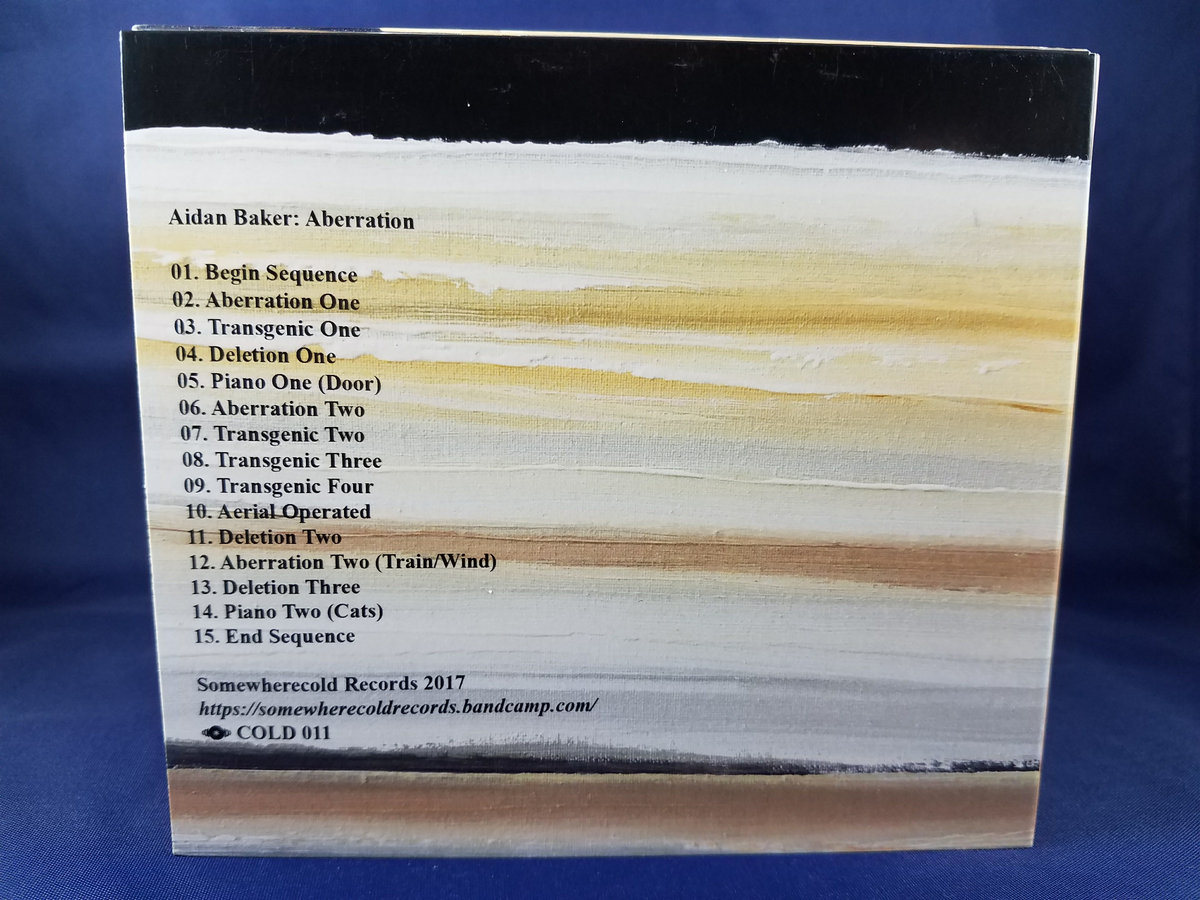 Aidan Baker: Aberration
01. Begin Sequence
02. Aberration One
03. Transgenic One
04. Deletion One
05. Piano One (Door)
06. Aberration Two
07. Transgenic Two
08. Transgenic Three
09. Transgenic Four
10. Aerial Operated
11. Deletion Two
12. Aberration Two (Train/Wind)
13. Deletion Three
14. Piano Two (Cats)
15. End Sequence
Somewherecold Records 2017
https://somewherecoldrecords.bandcamp.com/
COLD 011